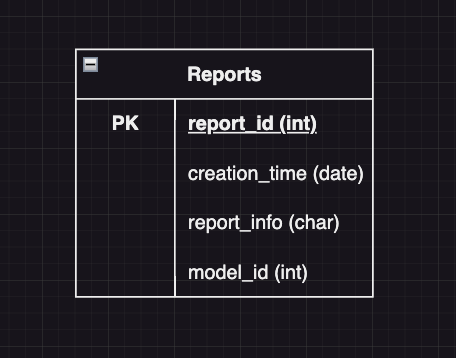 Reports
PK report_id (int)
creation_time (date)
report_info (char)
model_id (int)